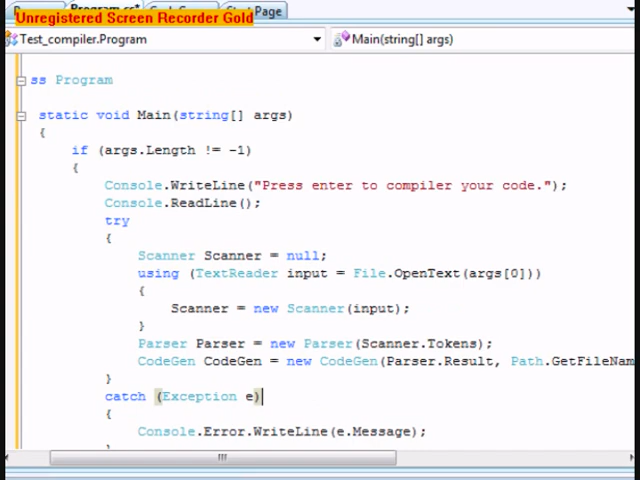 Unregistered Screen Recorder Gold
Page
Test_compiler.Program
Main(string[] args)
ss Program
static void Main(string[] args)
{
if (args.Length != -1)
{
Console.WriteLine("Press enter to compiler your code.");
Console.ReadLine();
try
{
Scanner Scanner = null;
using (TextReader input = File.OpenText(args[0]))
{
Scanner = new Scanner(input);
}
Parser Parser = new Parser(Scanner.Tokens);
CodeGen CodeGen = new CodeGen(Parser.Result, Path.GetFileNam
}
catch (Exception e)
{
Console.Error.WriteLine(e.Message);